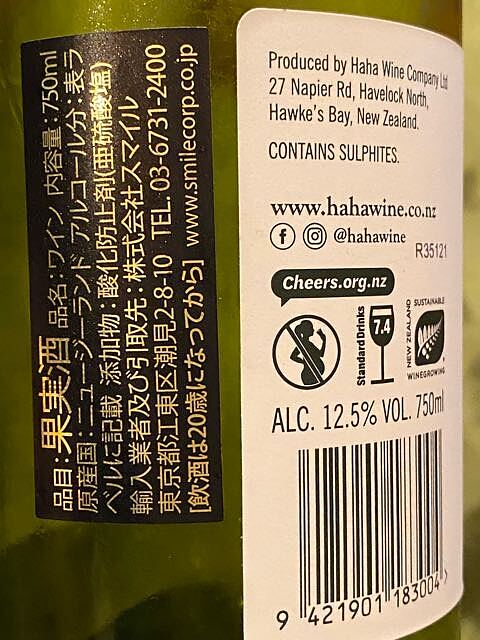 品目:果実酒 品名:ワイン 内容量:750ml
原産国:ニュージーランド アルコール分:表ラ
ベルに記載 添加物:酸化防止剤(亜硫酸塩)
輸入業者及び引取先:株式会社スマイル
東京都江東区潮見2-8-10 TEL.03-6731-2400
[飲酒は20歳になってから] www.smilecorp.co.jp
Produced by Haha Wine Company Ltd
27 Napier Rd, Havelock North,
Hawke's Bay, New Zealand.
CONTAINS SULPHITES.
www.hahawine.co.nz
@hahawine
R35121
Cheers.org.nz
Standard Drinks
7.4
NEW ZEALAND
SUSTAINABLE
WINEGROWING
ALC. 12.5% VOL. 750ml
9 421901 183004 >